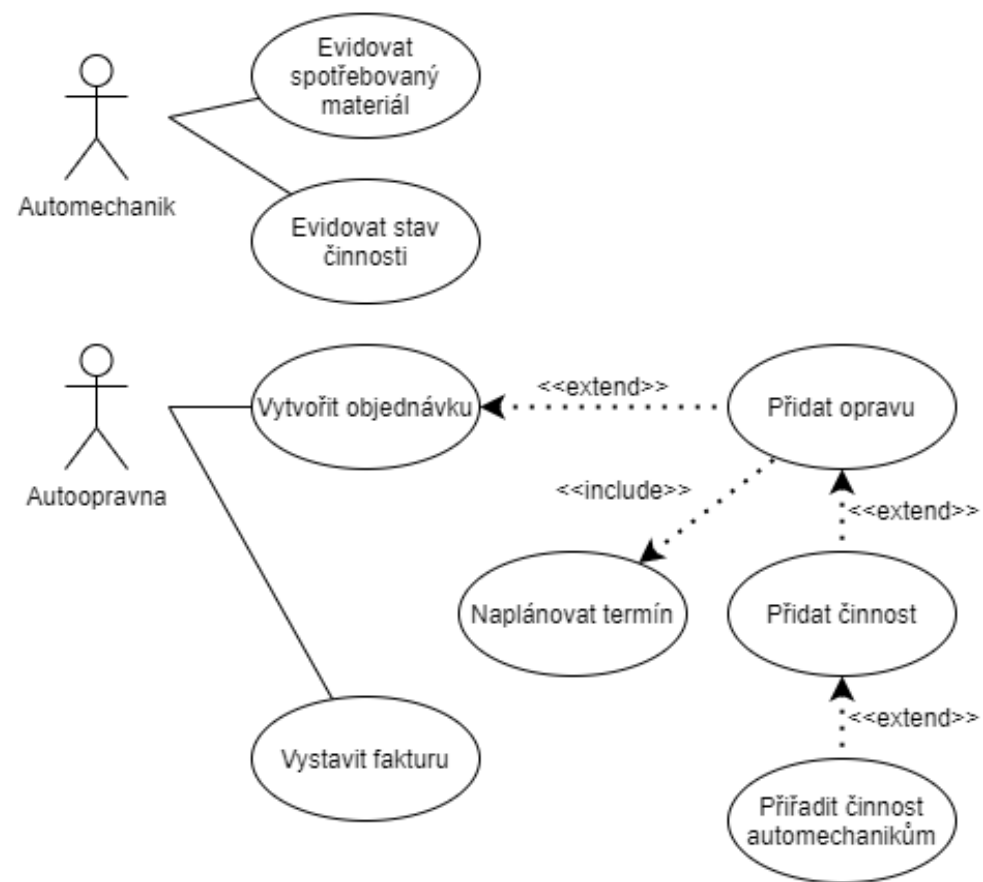 Evidovat
spotřebovaný
materiál
Automechanik
Evidovat stav
činnosti
Vytvořit objednávku
<<extend>>
Přidat opravu
Autoopravna
<<include>>
<<extend>>
Naplánovat termín
Přidat činnost
<<extend>>
Vystavit fakturu
Přiřadit činnost
automechanikům